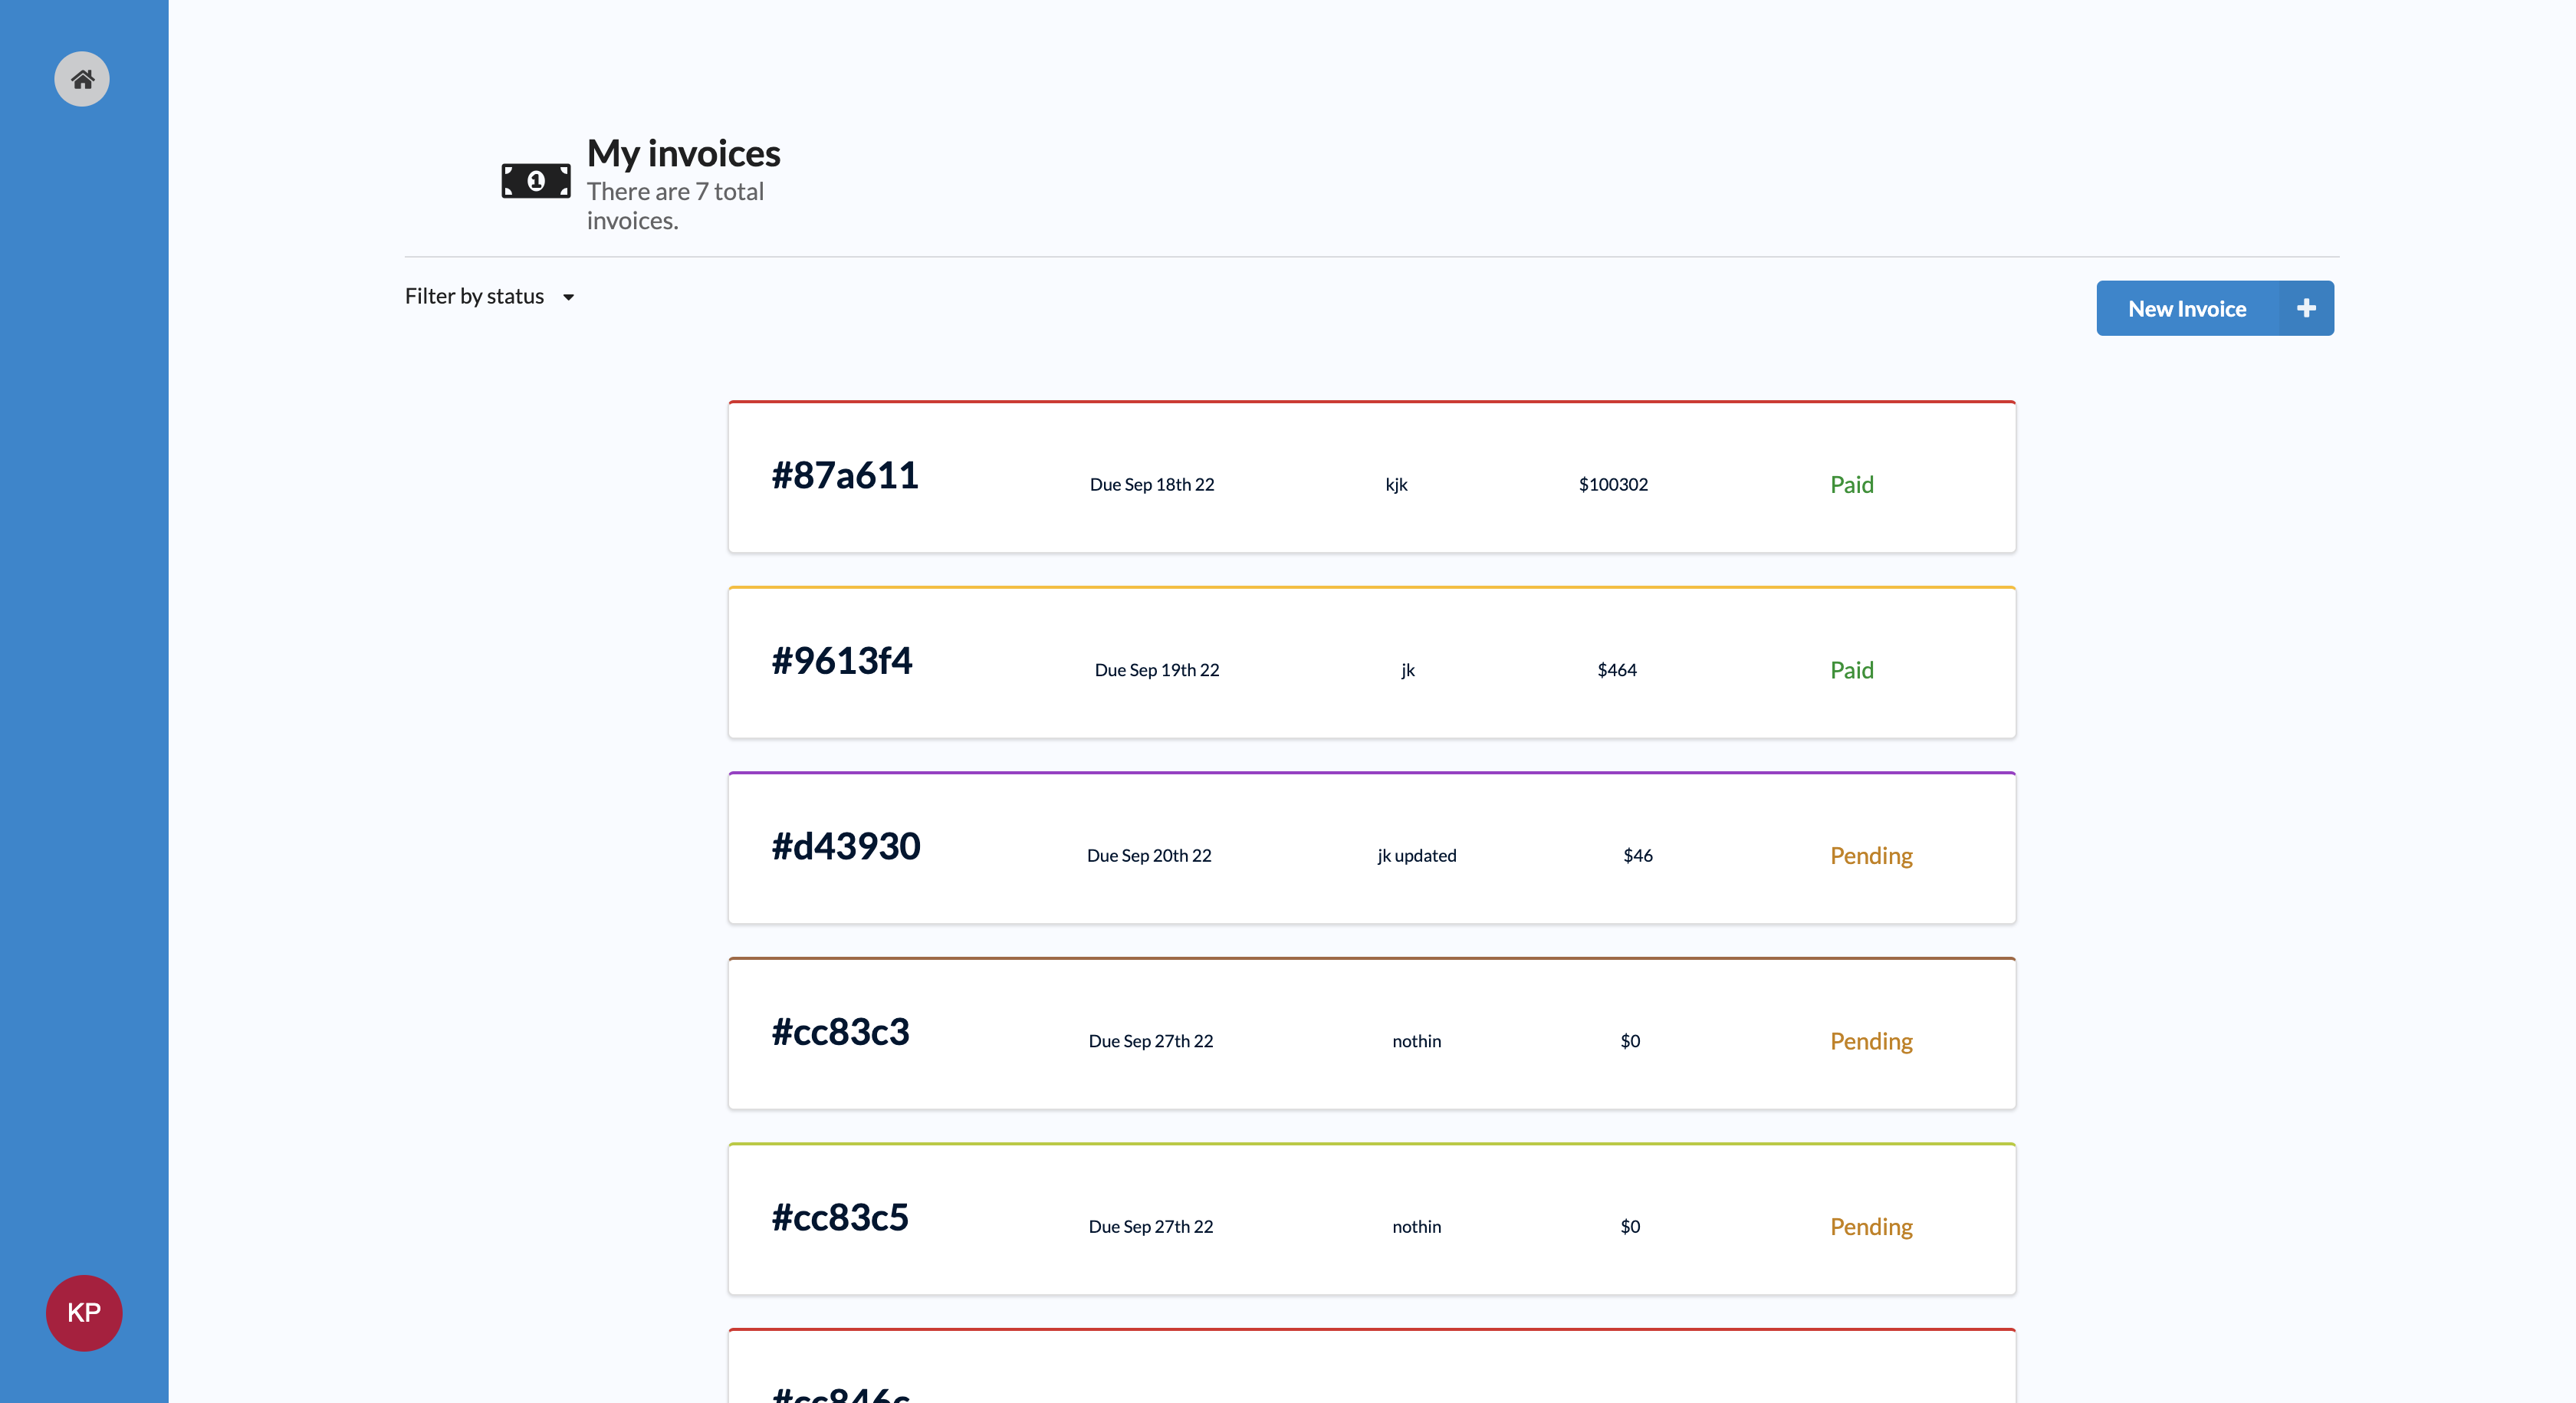 My invoices
There are 7 total
invoices.
Filter by status
New Invoice
#87a611 Due Sep 18th 22 kjk $100302 Paid
#9613f4 Due Sep 19th 22 jk $464 Paid
#d43930 Due Sep 20th 22 jk updated $46 Pending
#cc83c3 Due Sep 27th 22 nothin $0 Pending
#cc83c5 Due Sep 27th 22 nothin $0 Pending
KP